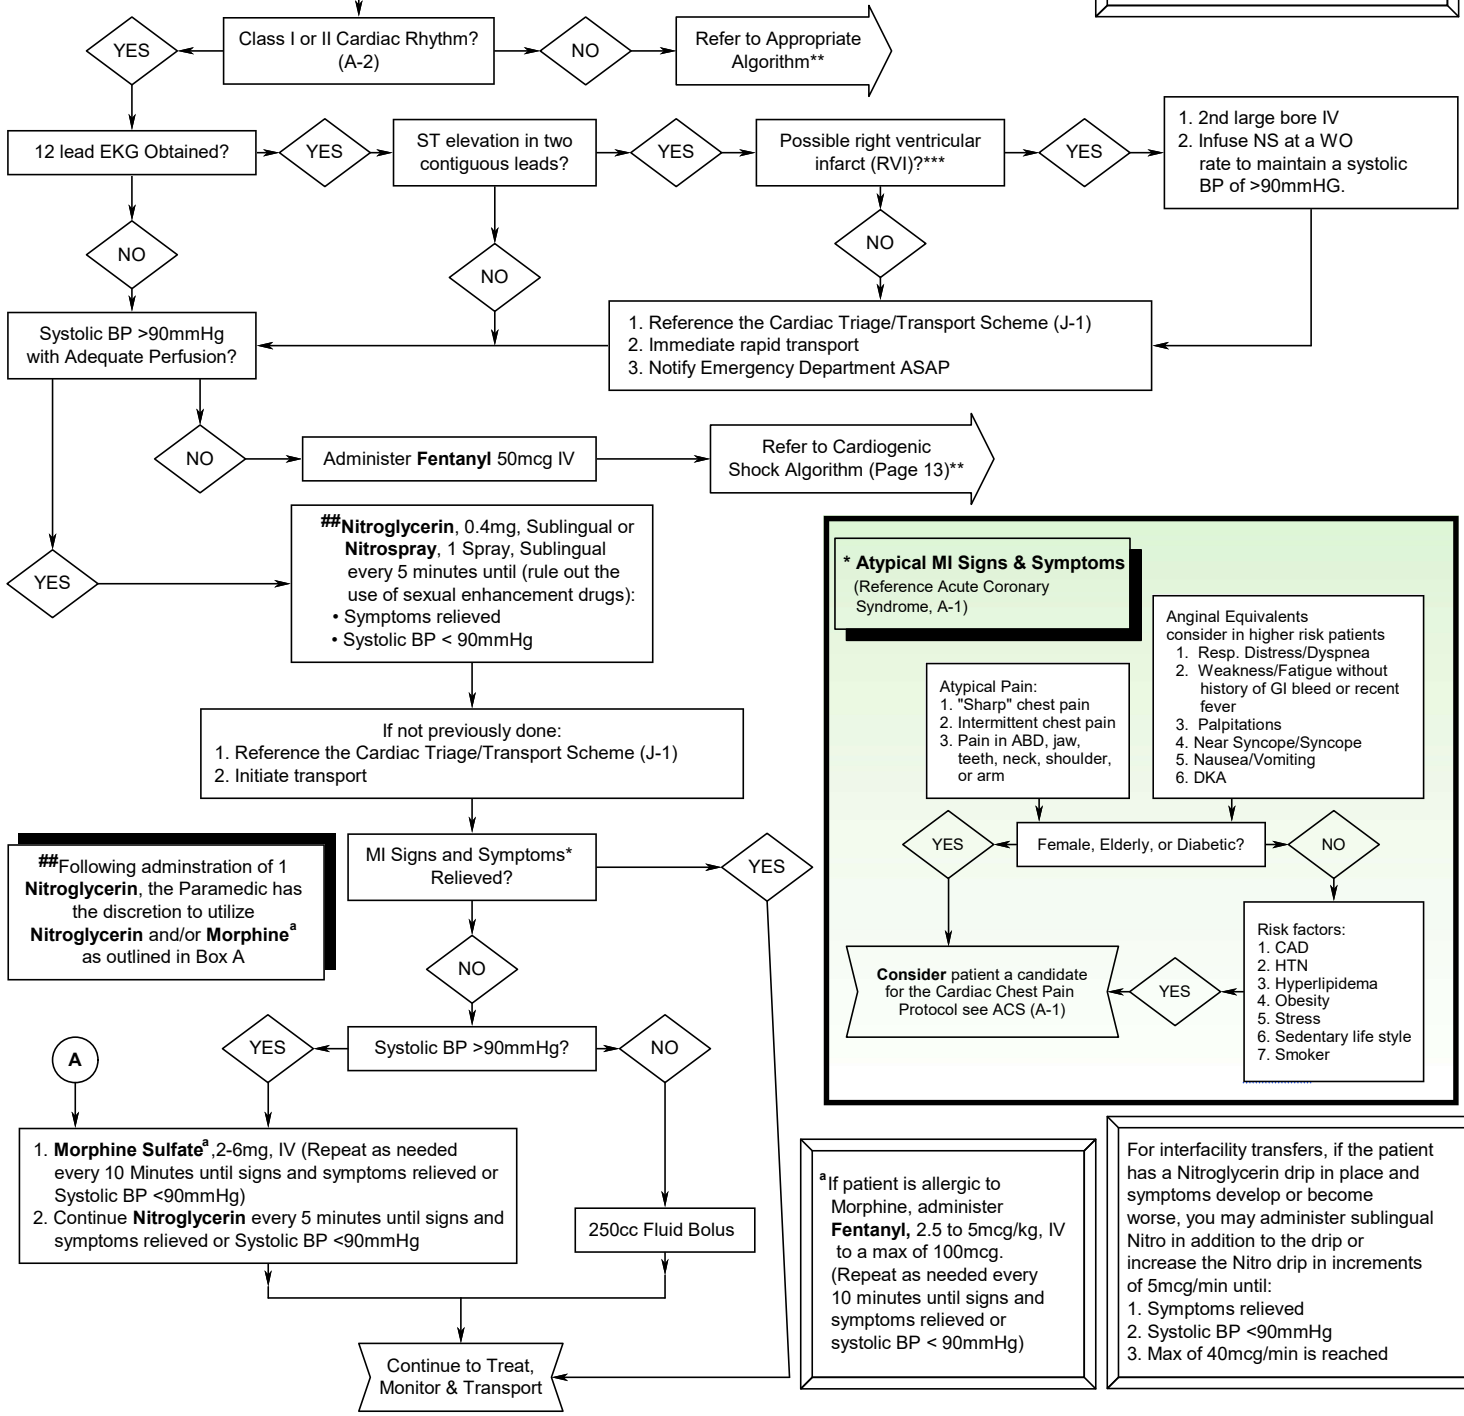 Class I or II Cardiac Rhythm?
(A-2)
YES
NO
Refer to Appropriate
Algorithm**
12 lead EKG Obtained?
YES
ST elevation in two
contiguous leads?
YES
Possible right ventricular
infarct (RVI)?***
YES
1. 2nd large bore IV
2. Infuse NS at a WO
rate to maintain a systolic
BP of >90mmHG.
NO
NO
NO
Systolic BP >90mmHg
with Adequate Perfusion?
1. Reference the Cardiac Triage/Transport Scheme (J-1)
2. Immediate rapid transport
3. Notify Emergency Department ASAP
NO
Administer Fentanyl 50mcg IV
Refer to Cardiogenic
Shock Algorithm (Page 13)**
YES
##Nitroglycerin, 0.4mg, Sublingual or
Nitrospray, 1 Spray, Sublingual
every 5 minutes until (rule out the
use of sexual enhancement drugs):
• Symptoms relieved
• Systolic BP < 90mmHg
If not previously done:
1. Reference the Cardiac Triage/Transport Scheme (J-1)
2. Initiate transport
MI Signs and Symptoms*
Relieved?
YES
NO
##Following adminstration of 1
Nitroglycerin, the Paramedic has
the discretion to utilize
Nitroglycerin and/or Morphineª
as outlined in Box A
Systolic BP >90mmHg?
YES
NO
A
1. Morphine Sulfateª,2-6mg, IV (Repeat as needed
every 10 Minutes until signs and symptoms relieved or
Systolic BP <90mmHg)
2. Continue Nitroglycerin every 5 minutes until signs and
symptoms relieved or Systolic BP <90mmHg
250cc Fluid Bolus
Continue to Treat,
Monitor & Transport
* Atypical MI Signs & Symptoms
(Reference Acute Coronary
Syndrome, A-1)
Atypical Pain:
1. "Sharp" chest pain
2. Intermittent chest pain
3. Pain in ABD, jaw,
teeth, neck, shoulder,
or arm
Anginal Equivalents
consider in higher risk patients
1. Resp. Distress/Dyspnea
2. Weakness/Fatigue without
history of GI bleed or recent
fever
3. Palpitations
4. Near Syncope/Syncope
5. Nausea/Vomiting
6. DKA
Female, Elderly, or Diabetic?
YES
NO
Risk factors:
1. CAD
2. HTN
3. Hyperlipidema
4. Obesity
5. Stress
6. Sedentary life style
7. Smoker
YES
Consider patient a candidate
for the Cardiac Chest Pain
Protocol see ACS (A-1)
ªIf patient is allergic to
Morphine, administer
Fentanyl, 2.5 to 5mcg/kg, IV
to a max of 100mcg.
(Repeat as needed every
10 minutes until signs and
symptoms relieved or
systolic BP < 90mmHg)
For interfacility transfers, if the patient
has a Nitroglycerin drip in place and
symptoms develop or become
worse, you may administer sublingual
Nitro in addition to the drip or
increase the Nitro drip in increments
of 5mcg/min until:
1. Symptoms relieved
2. Systolic BP <90mmHg
3. Max of 40mcg/min is reached